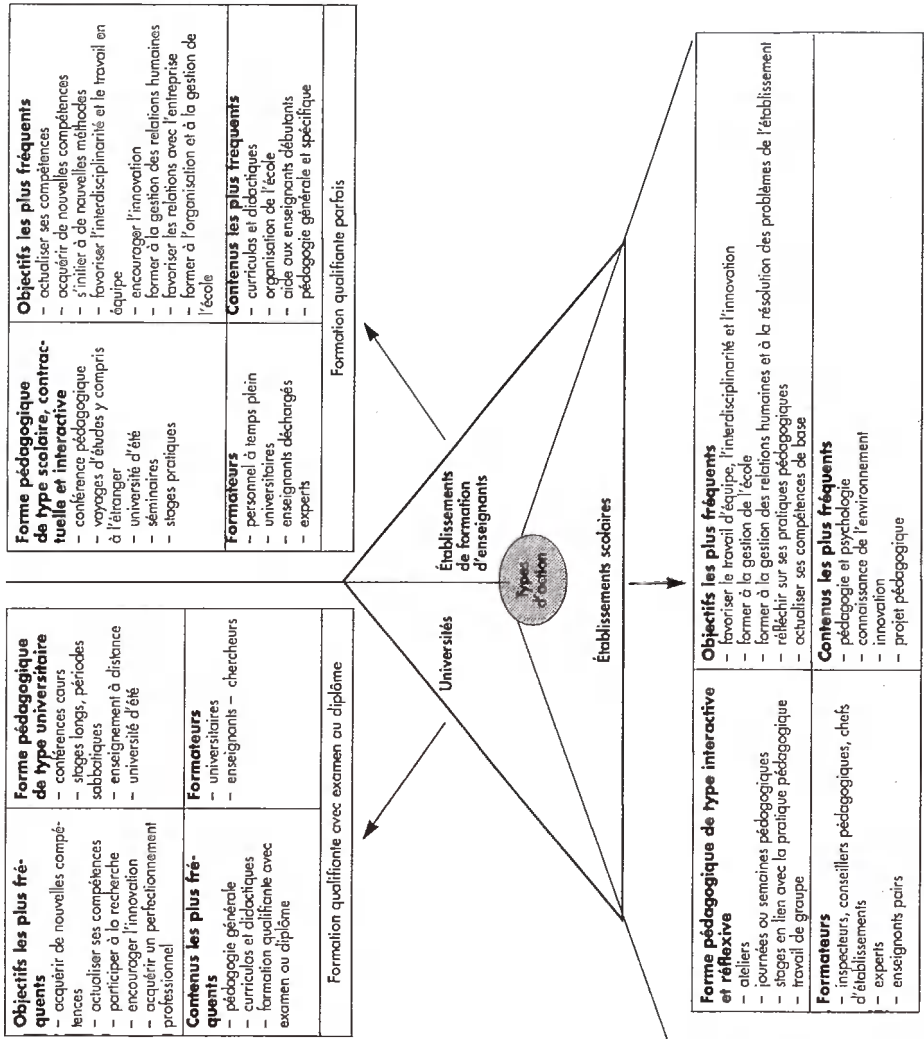 Objectifs les plus fré-
quents
– acquérir de nouvelles compé-
tences
– actualiser ses compétences
– participer à la recherche
– encourager l'innovation
– acquérir un perfectionnement
professionnel
Forme pédagogique
de type universitaire
– conférences cours
– stages longs, périodes
sabbatiques
– enseignement à distance
– université d'été
Contenus les plus fré-
quents
– pédagogie générale
– curriculas et didactiques
– formation qualifiante avec
examen ou diplôme
Formateurs
– universitaires
– enseignants – chercheurs
Formation qualifiante avec examen au diplôme
Forme pédagogique
de type scolaire, contrac-
tuelle et interactive
– conférence pédagogique
– voyages d'études y compris
à l'étranger
– université d'été
– séminaires
– stages pratiques
Objectifs les plus fréquents
– actualiser ses compétences
– acquérir de nouvelles compétences
– s'initier à de nouvelles méthodes
– favoriser l'interdisciplinarité et le travail en
équipe
– encourager l'innovation
– former à la gestion des relations humaines
– favoriser les relations avec l'entreprise
– former à l'organisation et à la gestion de
l'école
Formateurs
– personnel à temps plein
– universitaires
– enseignants déchargés
– experts
Contenus les plus fréquents
– curriculas et didactiques
– organisation de l'école
– aide aux enseignants débutants
– pédagogie générale et spécifique
Formation qualifiante parfois
Universités
Établissements
de formation
d'enseignants
Types
d'action
Établissements scolaires
Forme pédagogique de type interactive
et réflexive
– ateliers
– journées ou semaines pédagogiques
– stages en lien avec la pratique pédagogique
– travail de groupe
Objectifs les plus fréquents
– favoriser le travail d'équipe, l'interdisciplinarité et l'innovation
– former à la gestion de l'école
– former à la gestion des relations humaines et à la résolution des problèmes de l'établissement
– réfléchir sur ses pratiques pédagogiques
– actualiser ses compétences de base
Formateurs
– inspecteurs, conseillers pédagogiques, chefs
d'établissements
– experts
– enseignants pairs
Contenus les plus fréquents
– pédagogie et psychologie
– connaissance de l'environnement
– innovation
– projet pédagogique